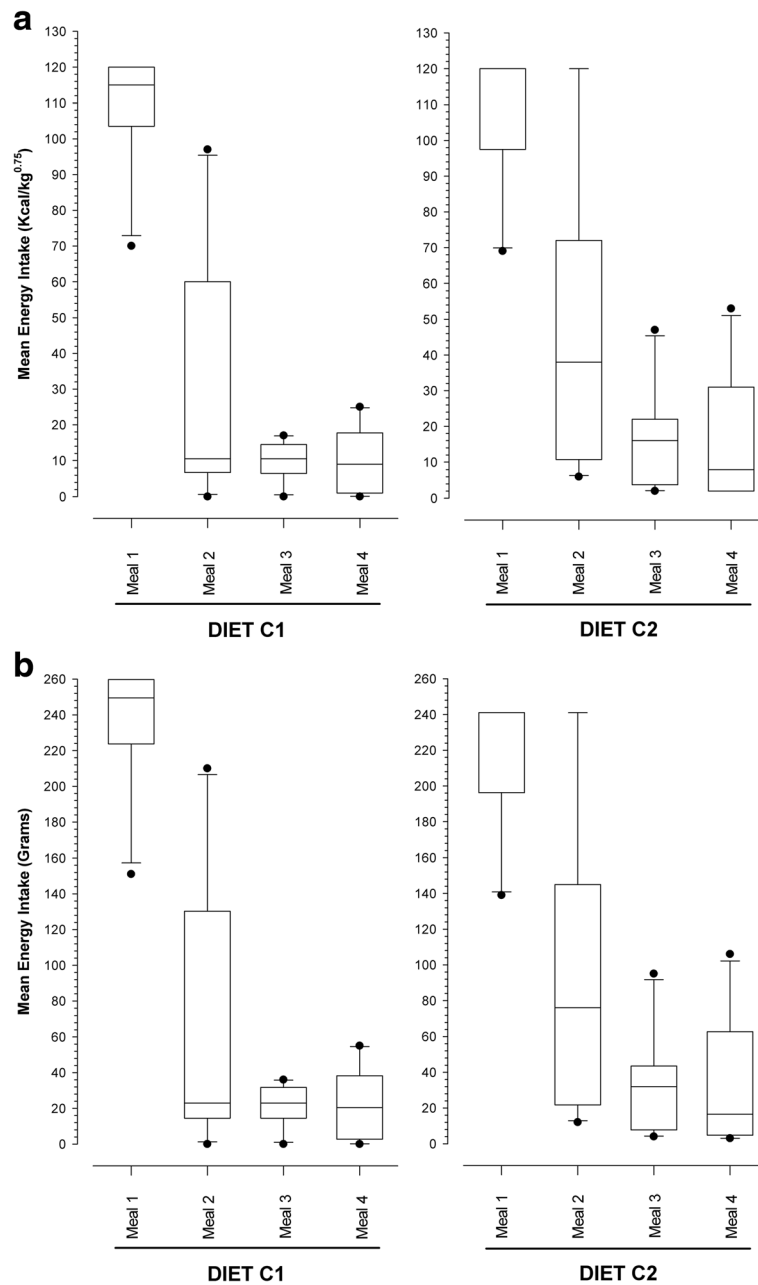 a
Mean Energy Intake (Kcal/kg^0.75)
130
120
110
100
90
80
70
60
50
40
30
20
10
0
Meal 1
Meal 2
Meal 3
Meal 4
DIET C1
130
120
110
100
90
80
70
60
50
40
30
20
10
0
Meal 1
Meal 2
Meal 3
Meal 4
DIET C2
b
Mean Energy Intake (Grams)
260
240
220
200
180
160
140
120
100
80
60
40
20
0
Meal 1
Meal 2
Meal 3
Meal 4
DIET C1
260
240
220
200
180
160
140
120
100
80
60
40
20
0
Meal 1
Meal 2
Meal 3
Meal 4
DIET C2